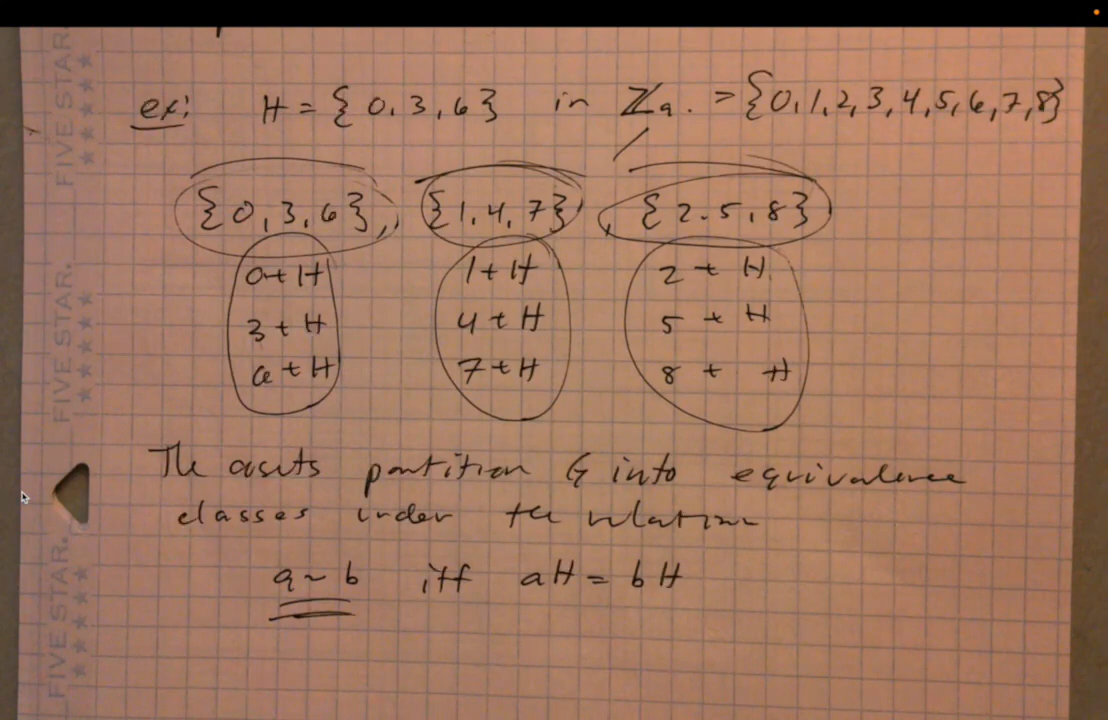 ex: H = { 0, 3, 6 } in ℤ9. = {0, 1, 2, 3, 4, 5, 6, 7, 8}
{ 0, 3, 6 }, { 1, 4, 7 }, { 2, 5, 8 }
0 + H 1 + H 2 + H
3 + H 4 + H 5 + H
6 + H 7 + H 8 + H
The cosets partition G into equivalence
classes under the relation
a ~ b iff aH = bH
FIVE STAR.
FIVE STAR.
FIVE STAR.